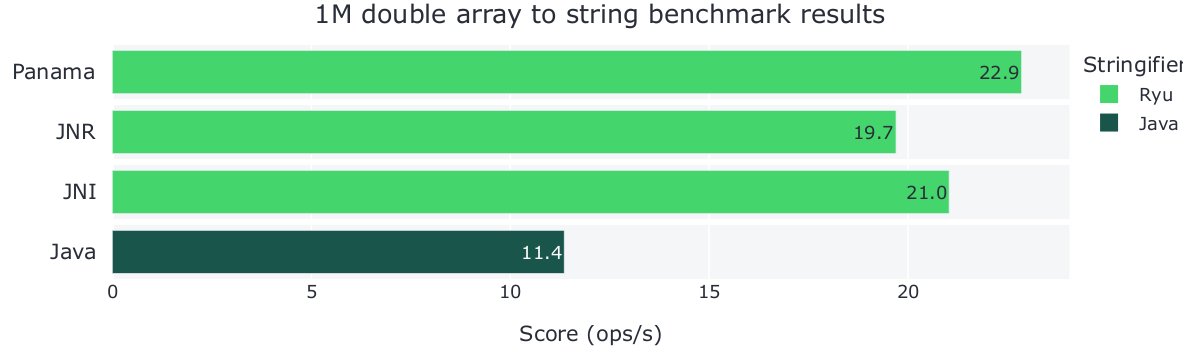 1M double array to string benchmark results
Panama
22.9
JNR
19.7
JNI
21.0
Java
11.4
0 5 10 15 20
Score (ops/s)
Stringifier
Ryu
Java